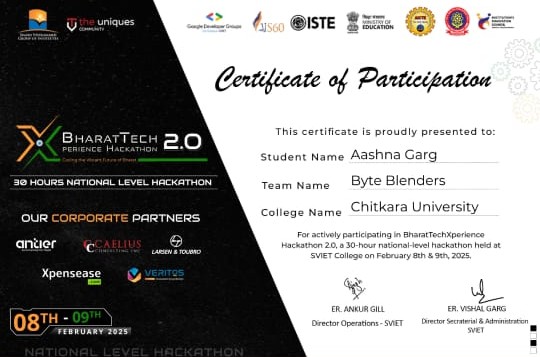 SWAMI VIVEKANAND
GROUP OF INSTITUTES
the uniques
COMMUNITY
Google Developer Groups
IS60
ISTE
MINISTRY OF
EDUCATION
INSTITUTION'S
INNOVATION
COUNCIL
Certificate of Participation
BHARATTECH
XPERIENCE HACKATHON
2.0
Coding the Vibrant Future of Bharat
30 HOURS NATIONAL LEVEL HACKATHON
OUR CORPORATE PARTNERS
antier
CAELIUS
CONSULTING INC
LARSEN & TOUBRO
Xpensease
.com
VERITOS
08TH - 09TH
FEBRUARY 2025
NATIONAL LEVEL HACKATHON
This certificate is proudly presented to:
Student Name Aashna Garg
Team Name Byte Blenders
College Name Chitkara University
For actively participating in BharatTechXperience
Hackathon 2.0, a 30-hour national-level hackathon held at
SVIET College on February 8th & 9th, 2025.
ER. ANKUR GILL
Director Operations - SVIET
ER. VISHAL GARG
Director Secraterial & Administration
SVIET